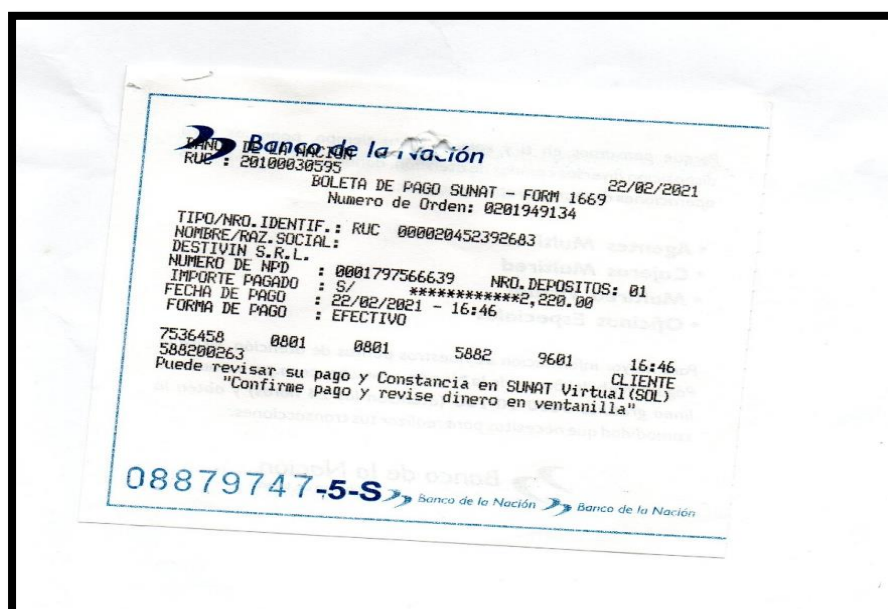 Banco de la Nación
BANCO DE LA NACION
RUC : 20100030595 22/02/2021
BOLETA DE PAGO SUNAT - FORM 1669
Numero de Orden: 0201949134
TIPO/NRO.IDENTIF.: RUC 000020452392683
NOMBRE/RAZ.SOCIAL:
DESTIVIN S.R.L.
NUMERO DE NPD : 0001797566639 NRO.DEPOSITOS: 01
IMPORTE PAGADO : S/ ************2,220.00
FECHA DE PAGO : 22/02/2021 - 16:46
FORMA DE PAGO : EFECTIVO
7536458 0801 0801 5882 9601 16:46
588200263 CLIENTE
Puede revisar su pago y Constancia en SUNAT Virtual(SOL)
"Confirme pago y revise dinero en ventanilla"
08879747-5-S Banco de la Nación Banco de la Nación